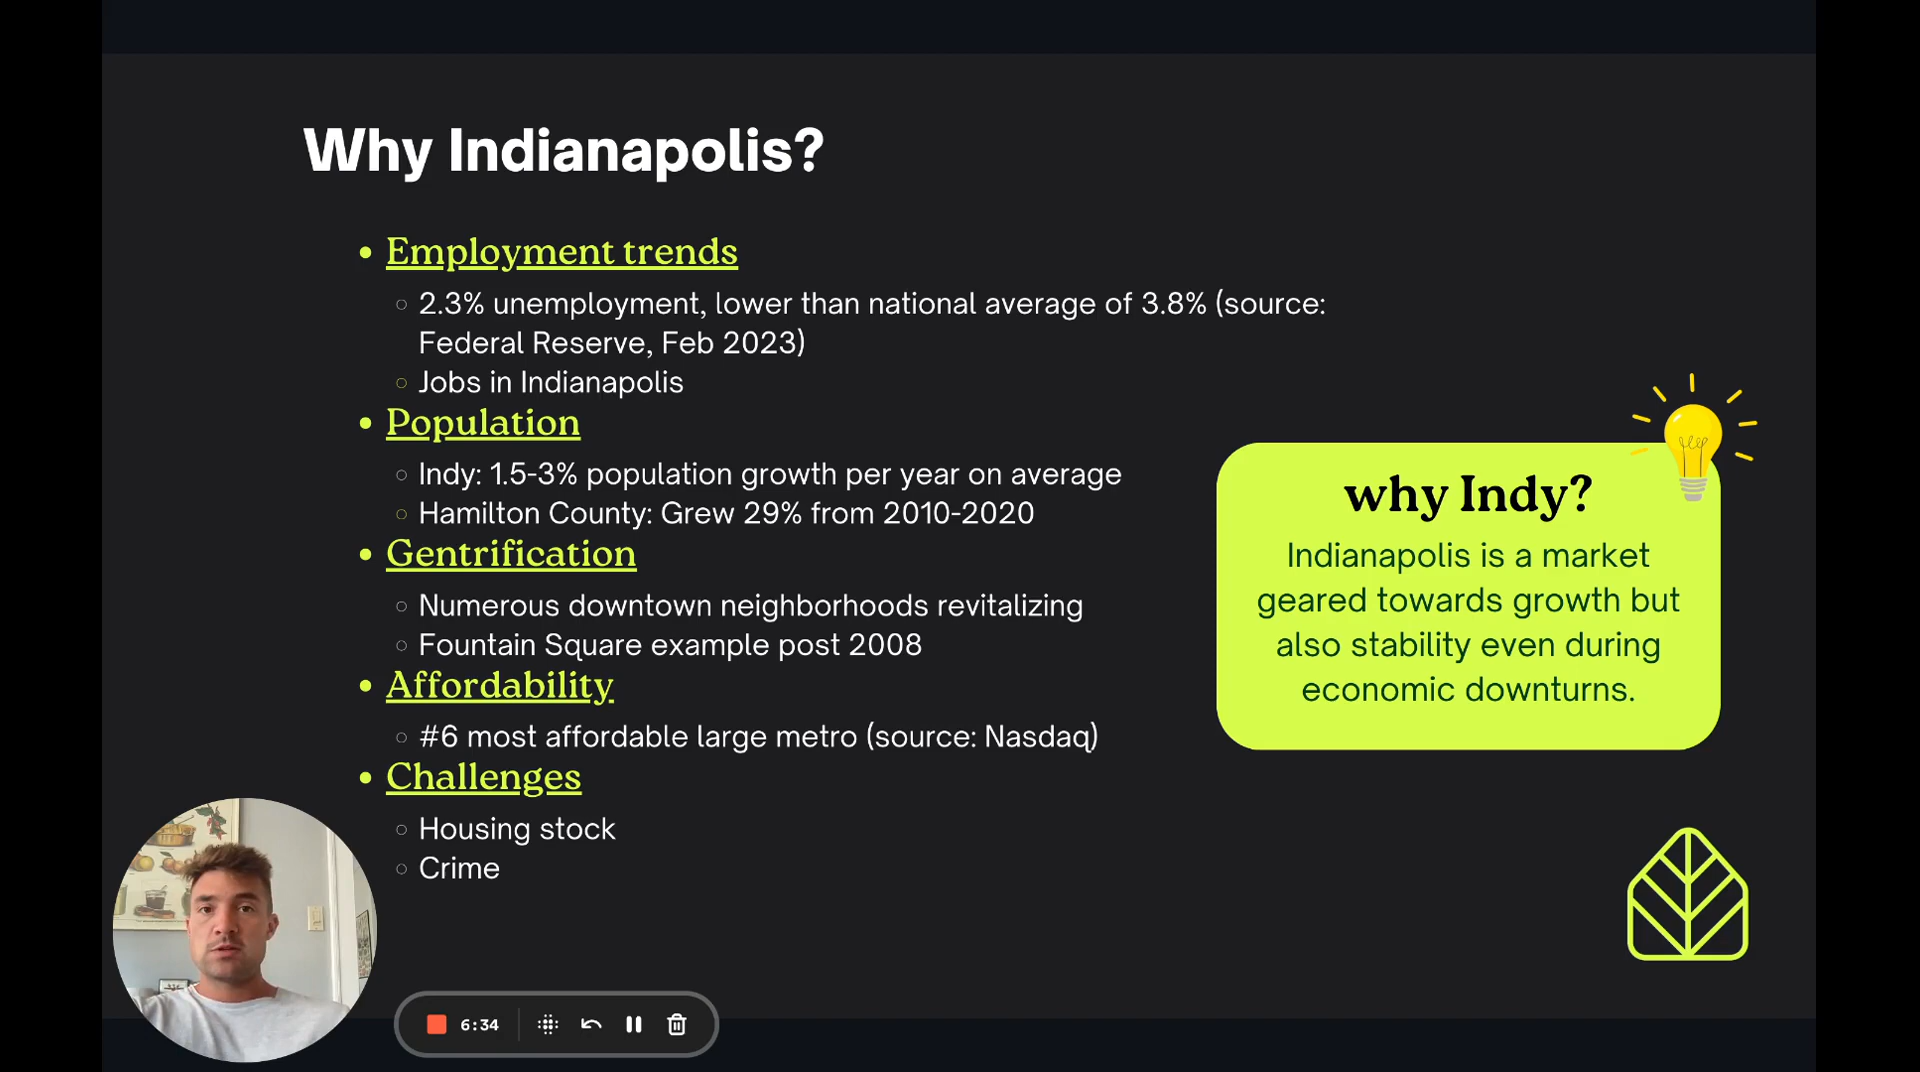 Why Indianapolis?
• Employment trends
○ 2.3% unemployment, lower than national average of 3.8% (source:
Federal Reserve, Feb 2023)
○ Jobs in Indianapolis
• Population
○ Indy: 1.5-3% population growth per year on average
○ Hamilton County: Grew 29% from 2010-2020
• Gentrification
○ Numerous downtown neighborhoods revitalizing
○ Fountain Square example post 2008
• Affordability
○ #6 most affordable large metro (source: Nasdaq)
• Challenges
○ Housing stock
○ Crime
why Indy?
Indianapolis is a market
geared towards growth but
also stability even during
economic downturns.
6:34